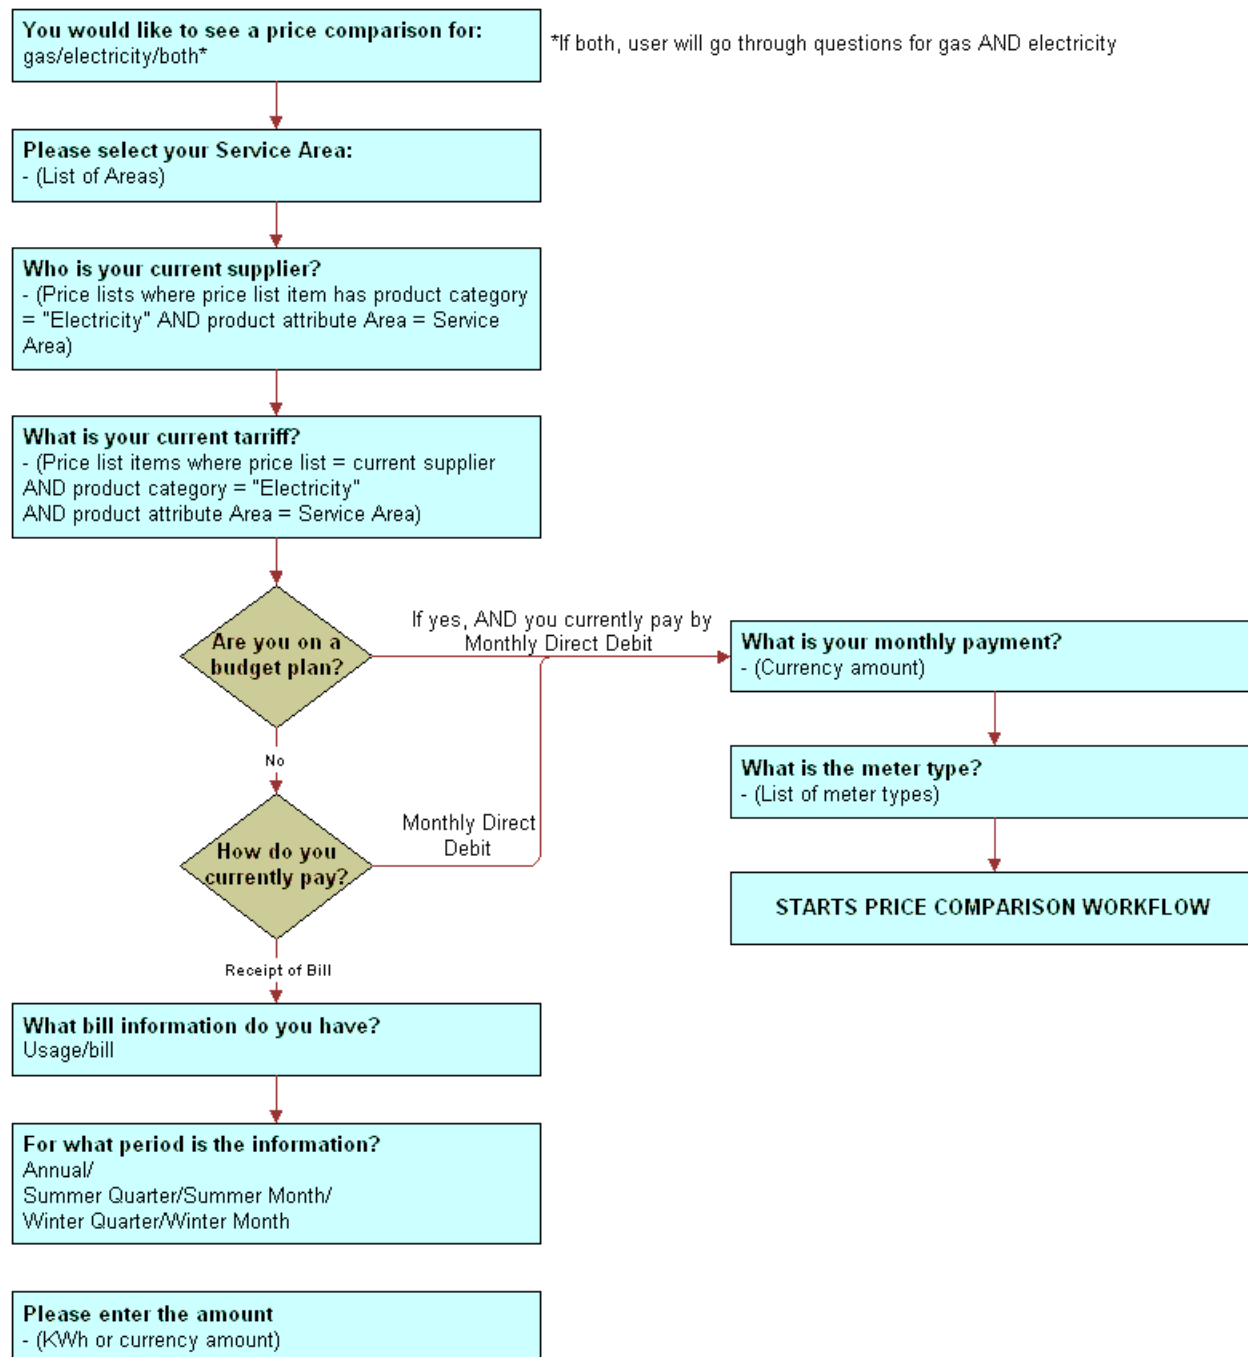 You would like to see a price comparison for:
gas/electricity/both*
*If both, user will go through questions for gas AND electricity
Please select your Service Area:
- (List of Areas)
Who is your current supplier?
- (Price lists where price list item has product category
= "Electricity" AND product attribute Area = Service
Area)
What is your current tarriff?
- (Price list items where price list = current supplier
AND product category = "Electricity"
AND product attribute Area = Service Area)
Are you on a
budget plan?
If yes, AND you currently pay by
Monthly Direct Debit
What is your monthly payment?
- (Currency amount)
No
What is the meter type?
- (List of meter types)
How do you
currently pay?
Monthly Direct
Debit
STARTS PRICE COMPARISON WORKFLOW
Receipt of Bill
What bill information do you have?
Usage/bill
For what period is the information?
Annual/
Summer Quarter/Summer Month/
Winter Quarter/Winter Month
Please enter the amount
- (KWh or currency amount)